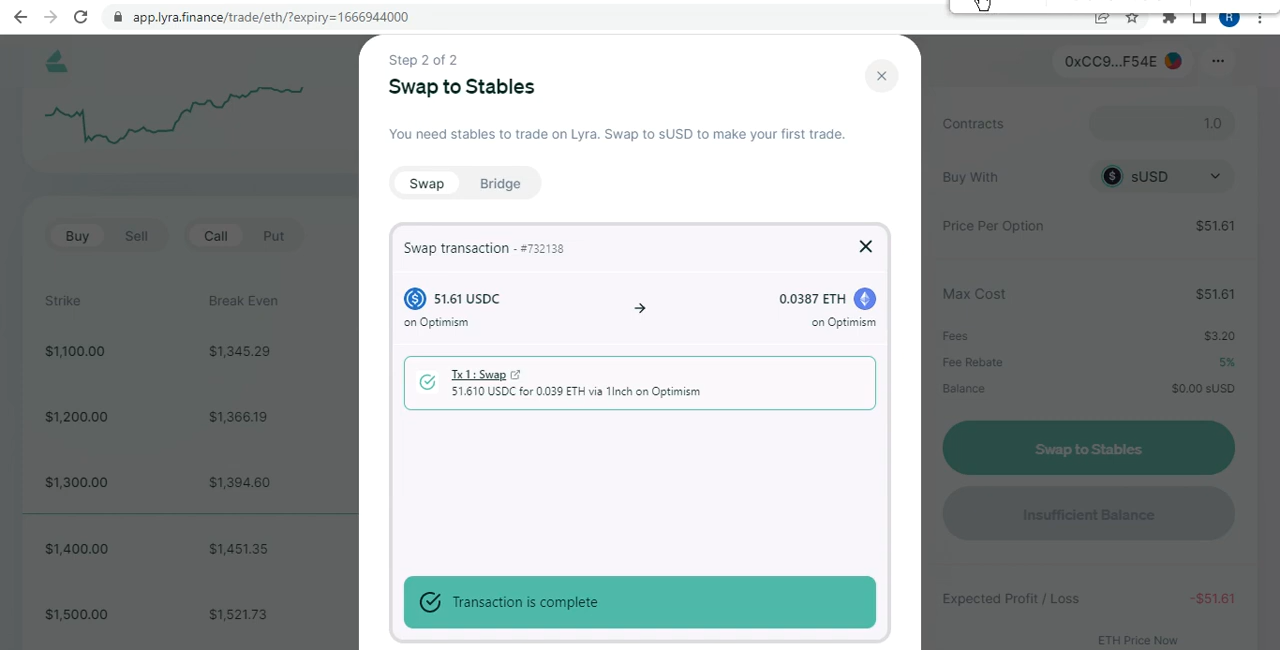 app.lyra.finance/trade/eth/?expiry=1666944000
R
Step 2 of 2
Swap to Stables
You need stables to trade on Lyra. Swap to sUSD to make your first trade.
Swap Bridge
Swap transaction - #732138
51.61 USDC
on Optimism
0.0387 ETH
on Optimism
Tx 1 : Swap
51.610 USDC for 0.039 ETH via 1Inch on Optimism
Transaction is complete
Buy Sell Call Put
Strike Break Even
$1,100.00 $1,345.29
$1,200.00 $1,366.19
$1,300.00 $1,394.60
$1,400.00 $1,451.35
$1,500.00 $1,521.73
0xCC9...F54E
Contracts 1.0
Buy With sUSD
Price Per Option $51.61
Max Cost $51.61
Fees $3.20
Fee Rebate 5%
Balance $0.00 sUSD
Swap to Stables
Insufficient Balance
Expected Profit / Loss -$51.61
ETH Price Now